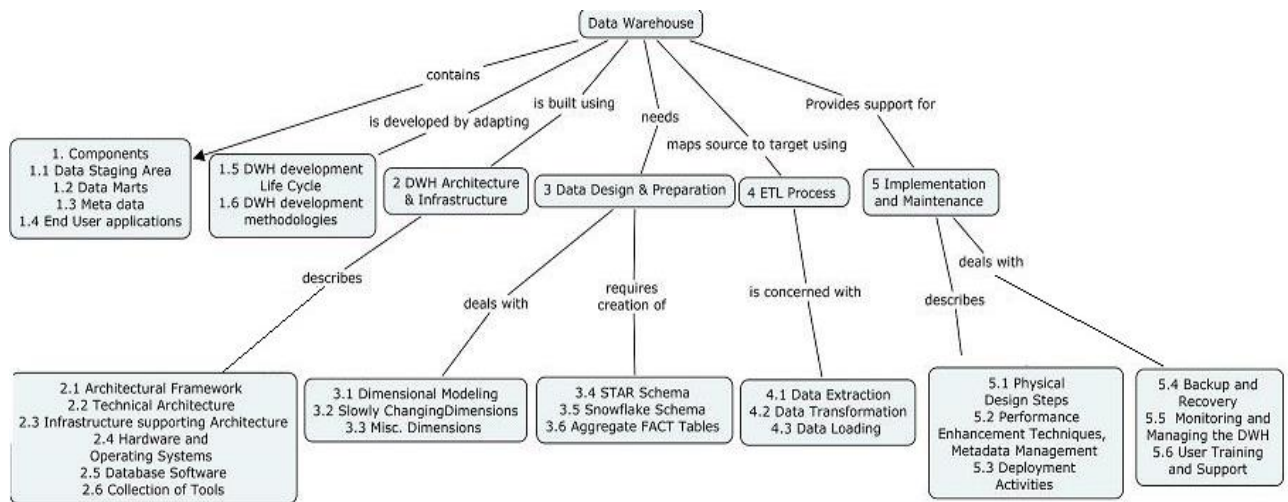 Data Warehouse
contains
is developed by adapting
is built using
needs
maps source to target using
Provides support for
1. Components
1.1 Data Staging Area
1.2 Data Marts
1.3 Meta data
1.4 End User applications
1.5 DWH development
Life Cycle
1.6 DWH development
methodologies
2 DWH Architecture
& Infrastructure
3 Data Design & Preparation
4 ETL Process
5 Implementation
and Maintenance
describes
deals with
requires
creation of
is concerned with
describes
deals with
2.1 Architectural Framework
2.2 Technical Architecture
2.3 Infrastructure supporting Architecture
2.4 Hardware and
Operating Systems
2.5 Database Software
2.6 Collection of Tools
3.1 Dimensional Modeling
3.2 Slowly ChangingDimensions
3.3 Misc. Dimensions
3.4 STAR Schema
3.5 Snowflake Schema
3.6 Aggregate FACT Tables
4.1 Data Extraction
4.2 Data Transformation
4.3 Data Loading
5.1 Physical
Design Steps
5.2 Performance
Enhancement Techniques,
Metadata Management
5.3 Deployment
Activities
5.4 Backup and
Recovery
5.5 Monitoring and
Managing the DWH
5.6 User Training
and Support